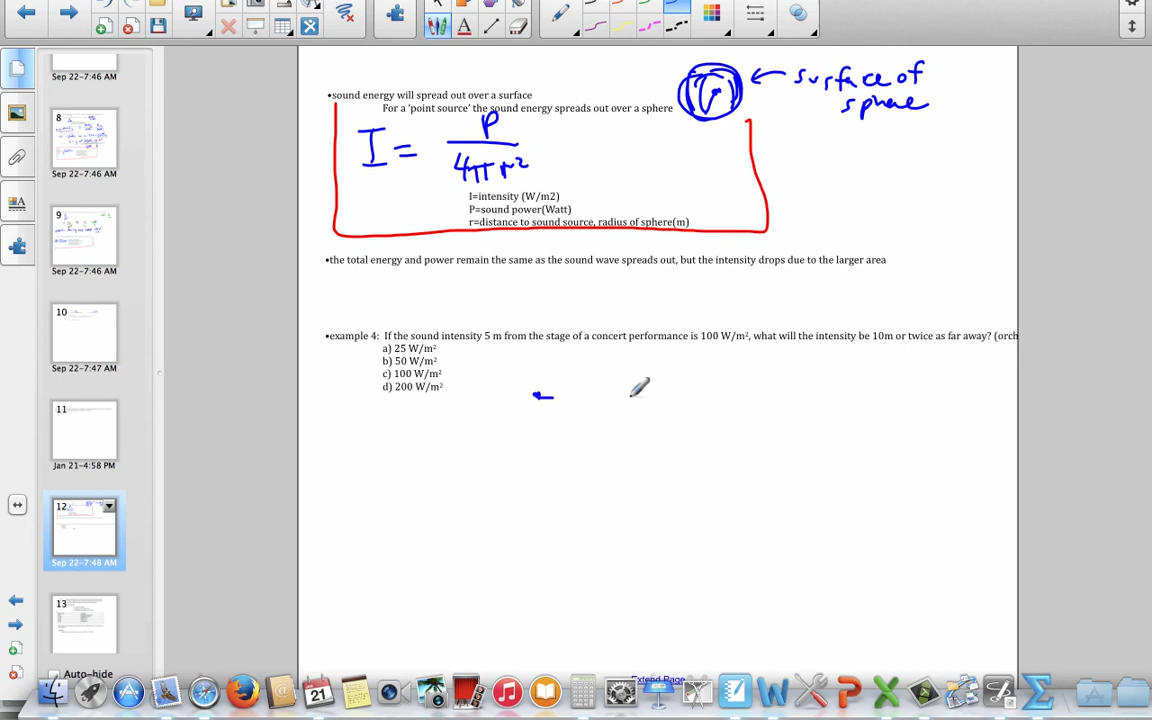 Sep 22-7:46 AM
8
Sep 22-7:46 AM
9
Sep 22-7:46 AM
10
Sep 22-7:47 AM
11
Jan 21-4:58 PM
12
Sep 22-7:48 AM
13
Auto-hide
•sound energy will spread out over a surface
For a 'point source' the sound energy spreads out over a sphere
← surface of
sphere
I = P / 4πr²
I=intensity (W/m2)
P=sound power(Watt)
r=distance to sound source, radius of sphere(m)
•the total energy and power remain the same as the sound wave spreads out, but the intensity drops due to the larger area
•example 4: If the sound intensity 5 m from the stage of a concert performance is 100 W/m², what will the intensity be 10m or twice as far away? (orch
a) 25 W/m²
b) 50 W/m²
c) 100 W/m²
d) 200 W/m²
Extend Page
21